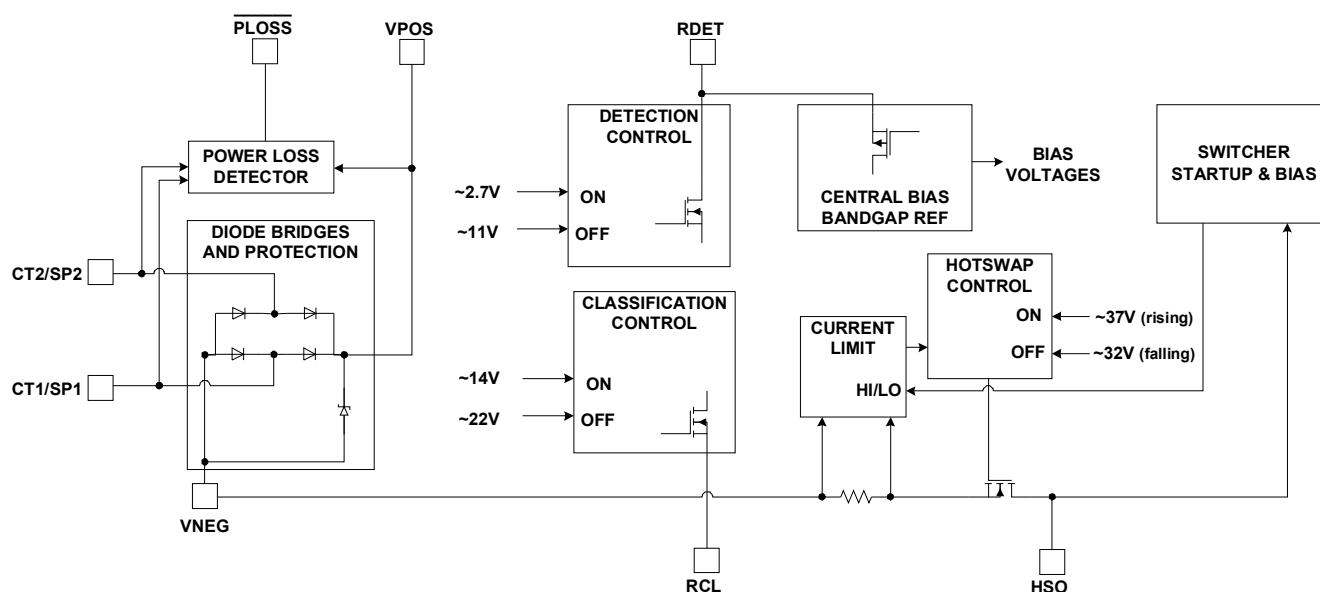 PLOSS
VPOS
RDET
DETECTION
CONTROL
POWER LOSS
DETECTOR
~2.7V
ON
~11V
OFF
CENTRAL BIAS
BANDGAP REF
BIAS
VOLTAGES
SWITCHER
STARTUP & BIAS
DIODE BRIDGES
AND PROTECTION
CT2/SP2
CT1/SP1
VNEG
CLASSIFICATION
CONTROL
~14V
ON
~22V
OFF
RCL
CURRENT
LIMIT
HI/LO
HOTSWAP
CONTROL
ON
~37V (rising)
OFF
~32V (falling)
HSO